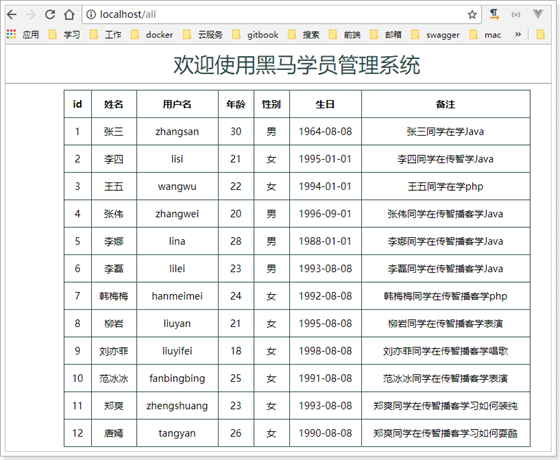 localhost/all
应用 学习 工作 docker 云服务 gitbook 搜索 前端 邮箱 swagger mac »
欢迎使用黑马学员管理系统
id 姓名 用户名 年龄 性别 生日 备注
1 张三 zhangsan 30 男 1964-08-08 张三同学在学Java
2 李四 lisi 21 女 1995-01-01 李四同学在传智学Java
3 王五 wangwu 22 女 1994-01-01 王五同学在学php
4 张伟 zhangwei 20 男 1996-09-01 张伟同学在传智播客学Java
5 李娜 lina 28 男 1988-01-01 李娜同学在传智播客学Java
6 李磊 lilei 23 男 1993-08-08 李磊同学在传智播客学Java
7 韩梅梅 hanmeimei 24 女 1992-08-08 韩梅梅同学在传智播客学php
8 柳岩 liuyan 21 女 1995-08-08 柳岩同学在传智播客学表演
9 刘亦菲 liuyifei 18 女 1998-08-08 刘亦菲同学在传智播客学唱歌
10 范冰冰 fanbingbing 25 女 1991-08-08 范冰冰同学在传智播客学表演
11 郑爽 zhengshuang 23 女 1993-08-08 郑爽同学在传智播客学习如何装纯
12 唐嫣 tangyan 26 女 1990-08-08 唐嫣同学在传智播客学习如何耍酷